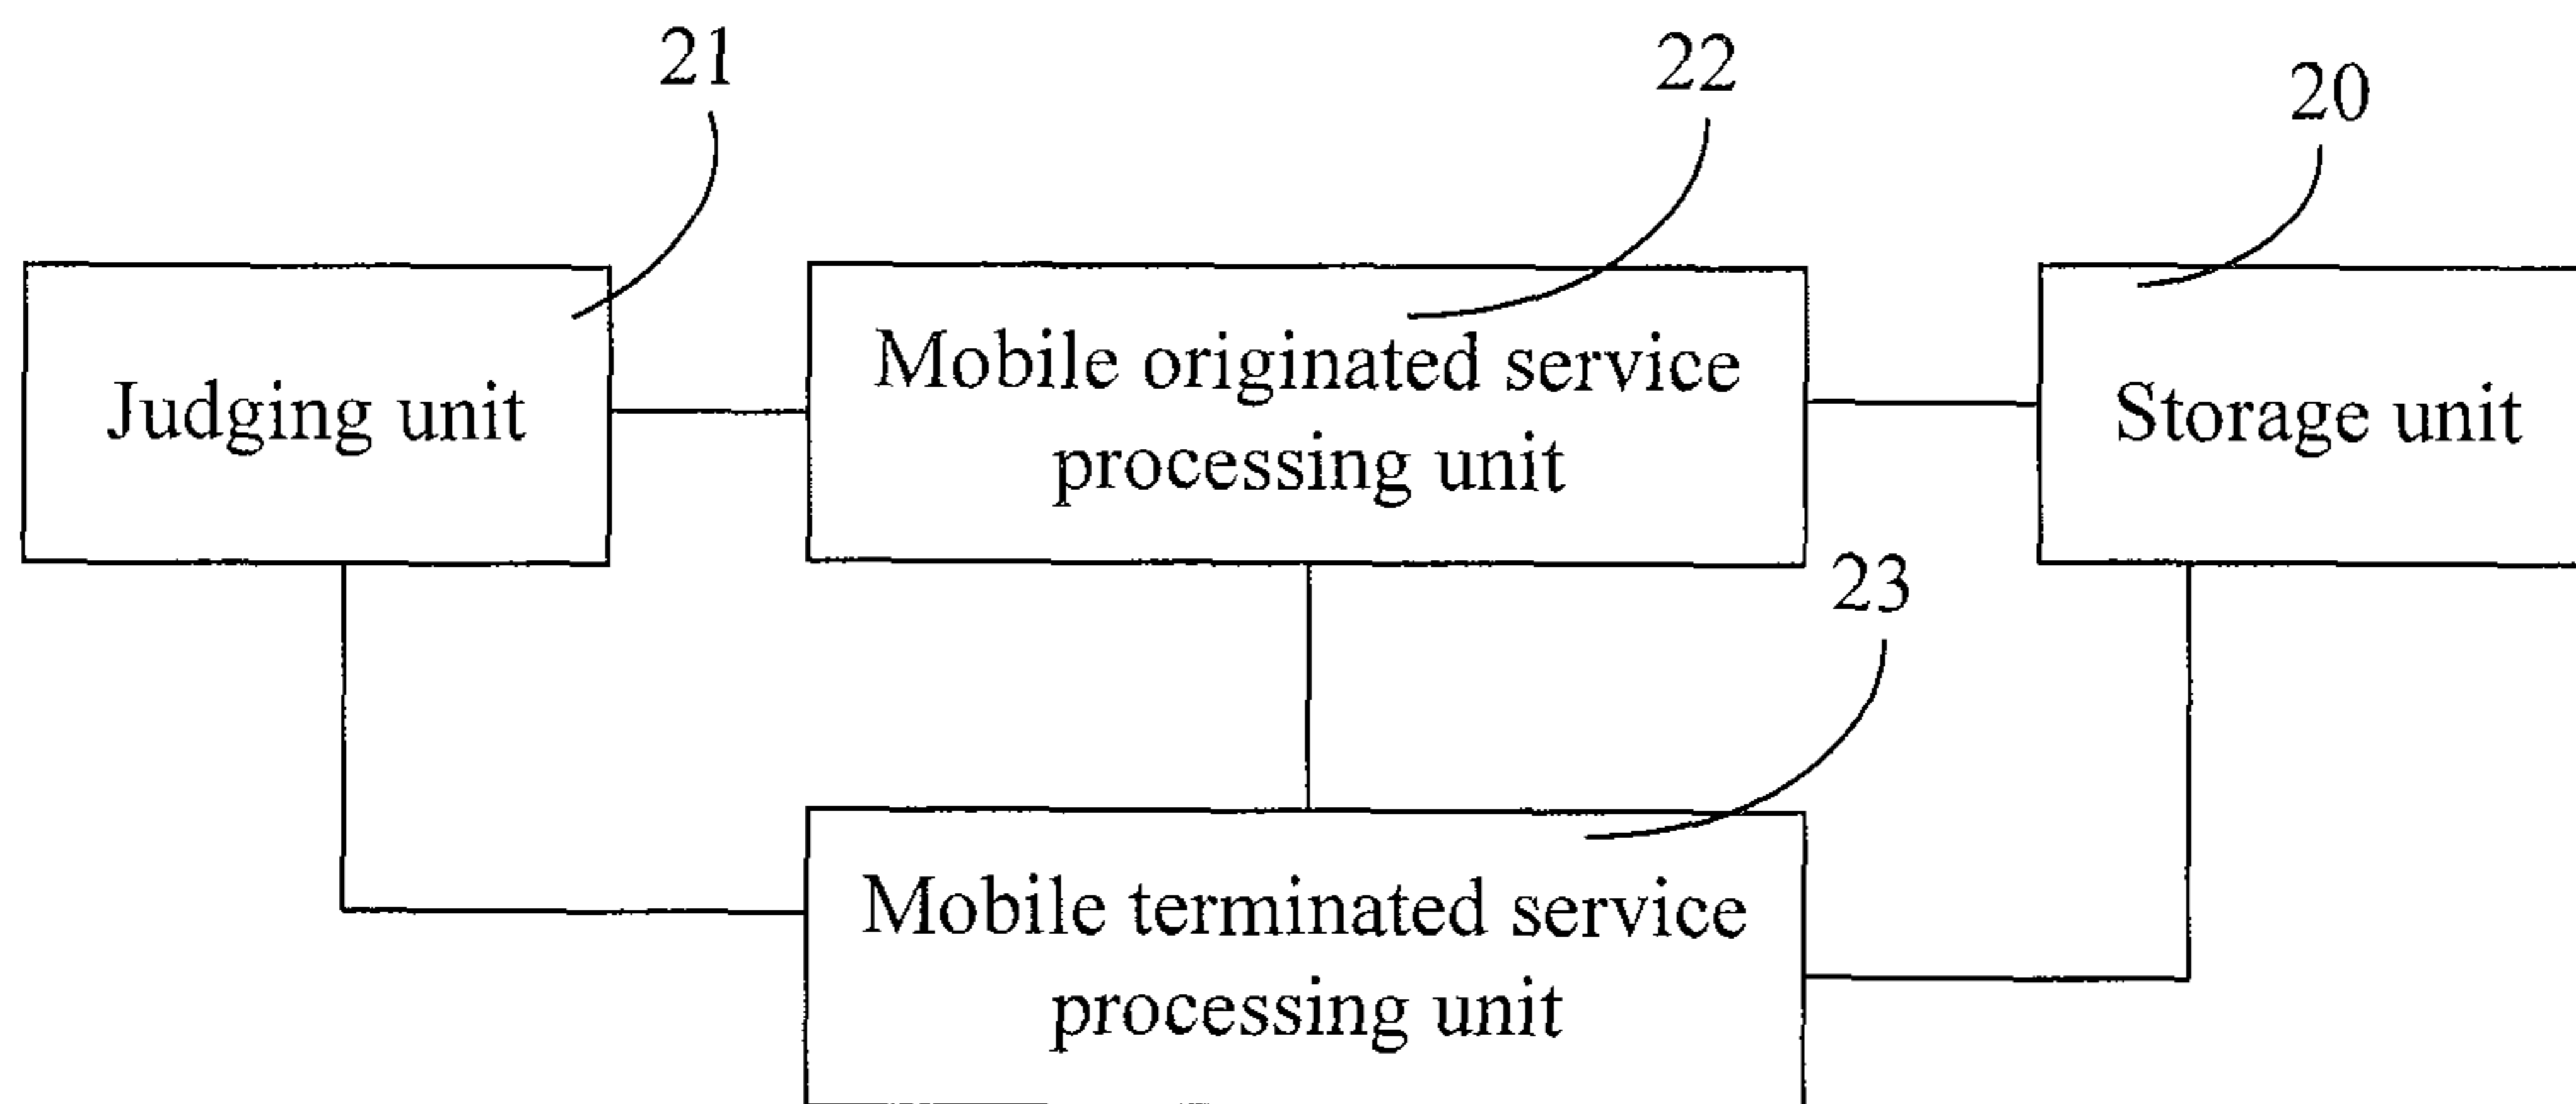 21
22
20
Judging unit
Mobile originated service
processing unit
Storage unit
23
Mobile terminated service
processing unit